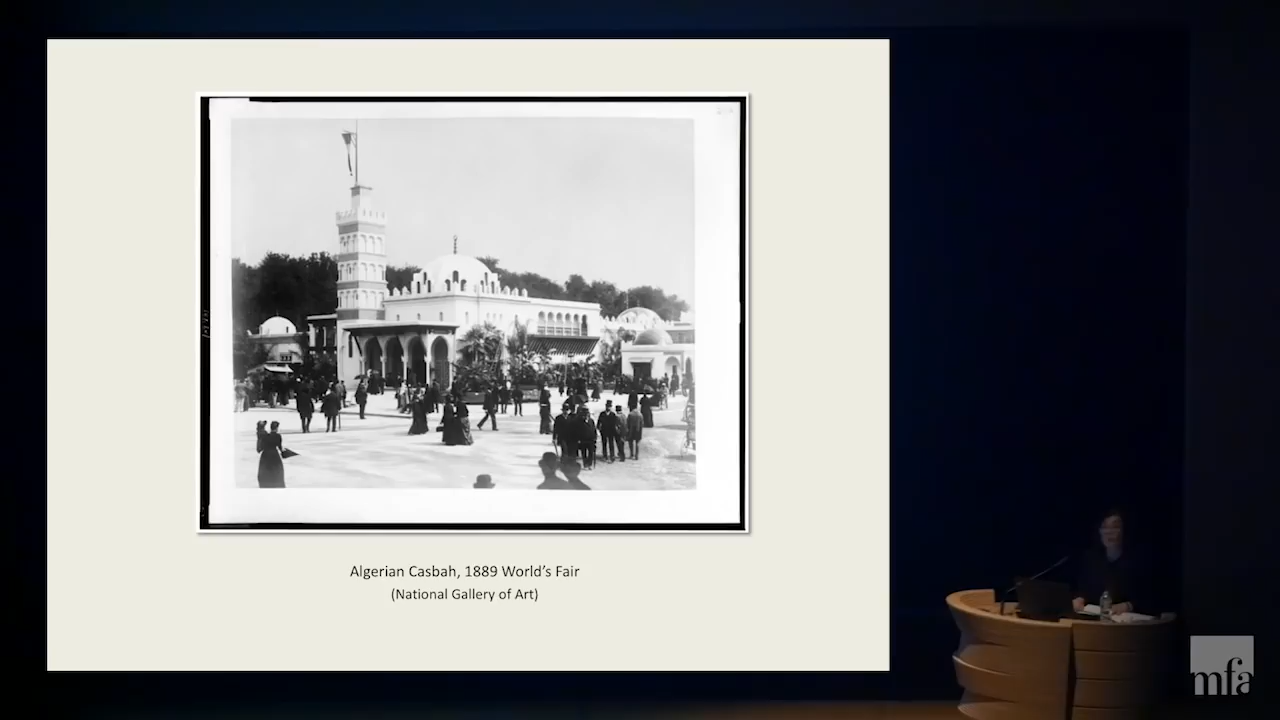 Algerian Casbah, 1889 World's Fair
(National Gallery of Art)
mfa